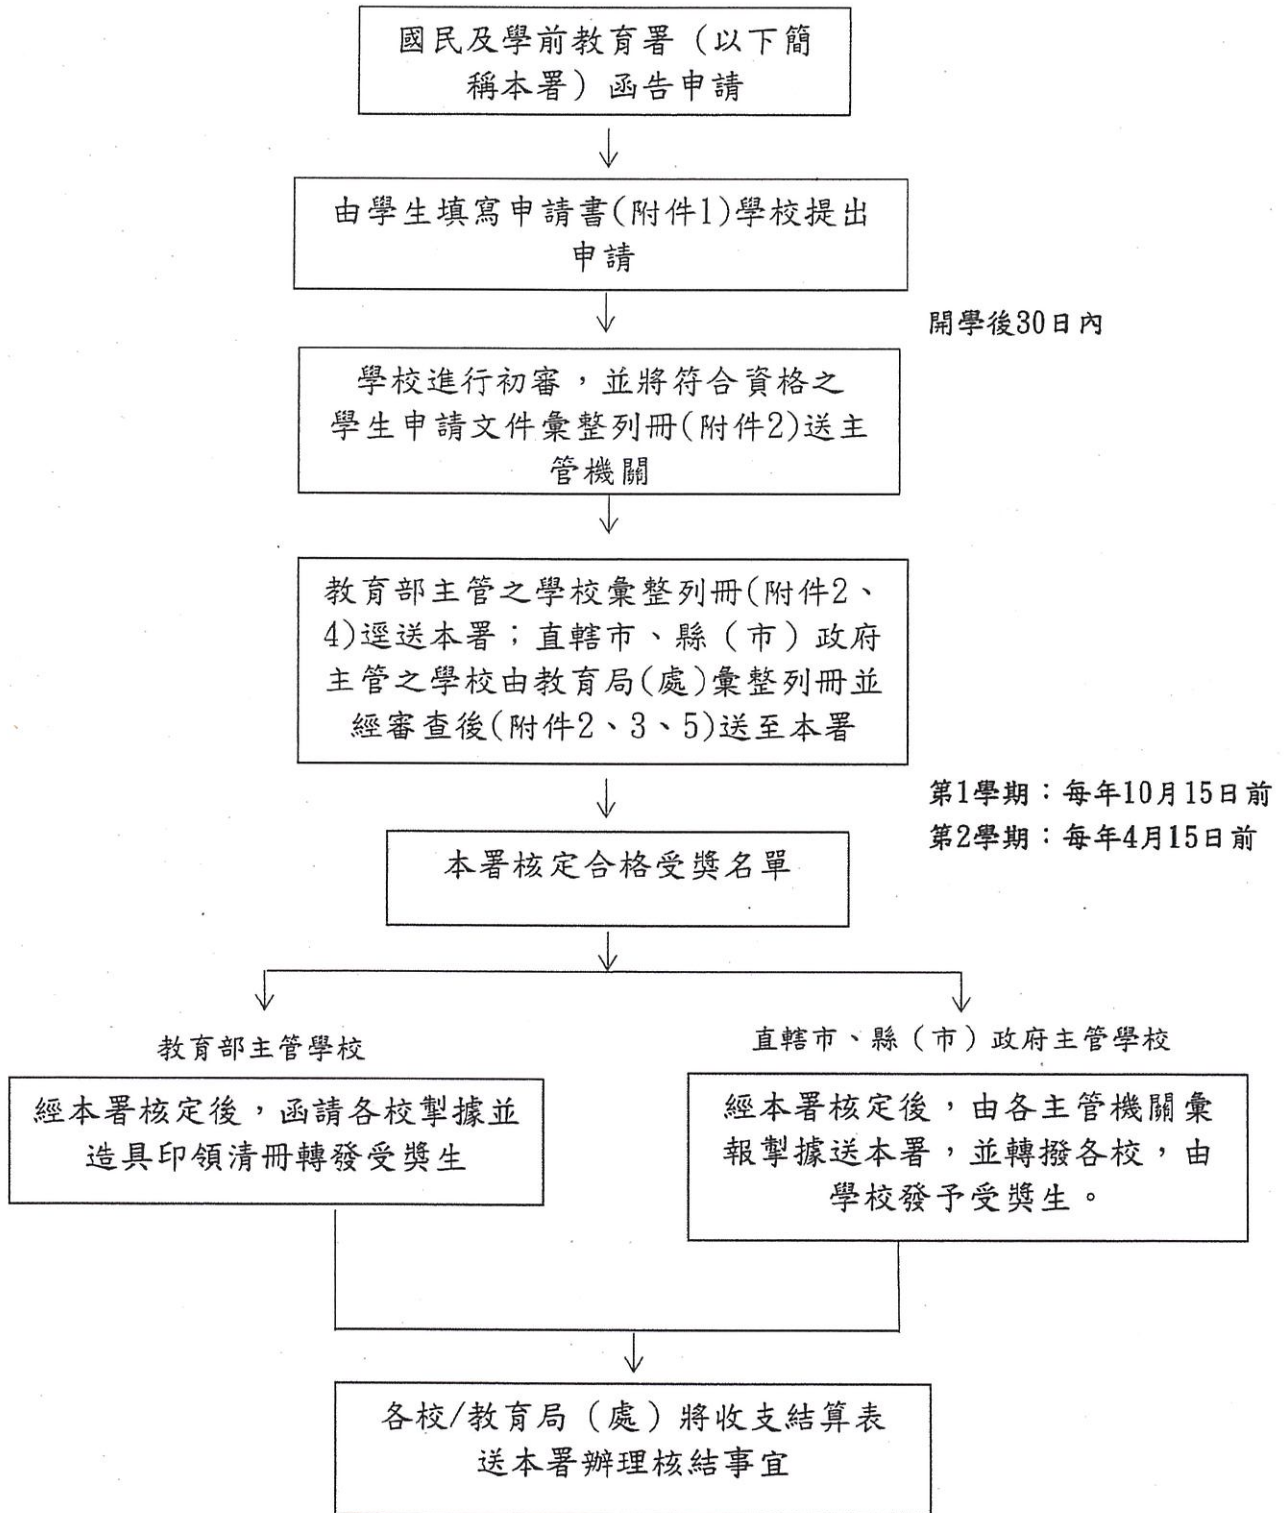 國民及學前教育署（以下簡
稱本署）函告申請
由學生填寫申請書(附件1)學校提出
申請
開學後30日內
學校進行初審，並將符合資格之
學生申請文件彙整列冊(附件2)送主
管機關
教育部主管之學校彙整列冊(附件2、
4)逕送本署；直轄市、縣（市）政府
主管之學校由教育局(處)彙整列冊並
經審查後(附件2、3、5)送至本署
第1學期：每年10月15日前
第2學期：每年4月15日前
本署核定合格受獎名單
教育部主管學校
經本署核定後，函請各校掣據並
造具印領清冊轉發受獎生
直轄市、縣（市）政府主管學校
經本署核定後，由各主管機關彙
報掣據送本署，並轉撥各校，由
學校發予受獎生。
各校/教育局（處）將收支結算表
送本署辦理核結事宜